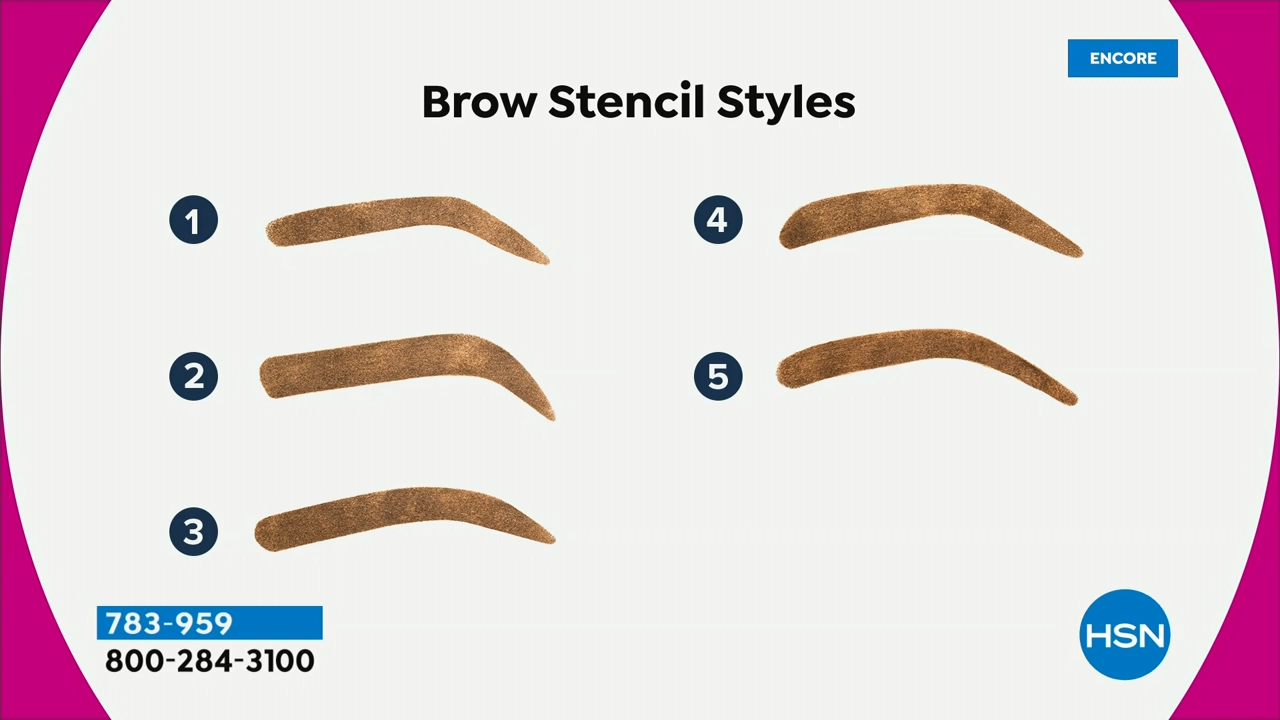 ENCORE
Brow Stencil Styles
1
4
2
5
3
783-959
800-284-3100
HSN